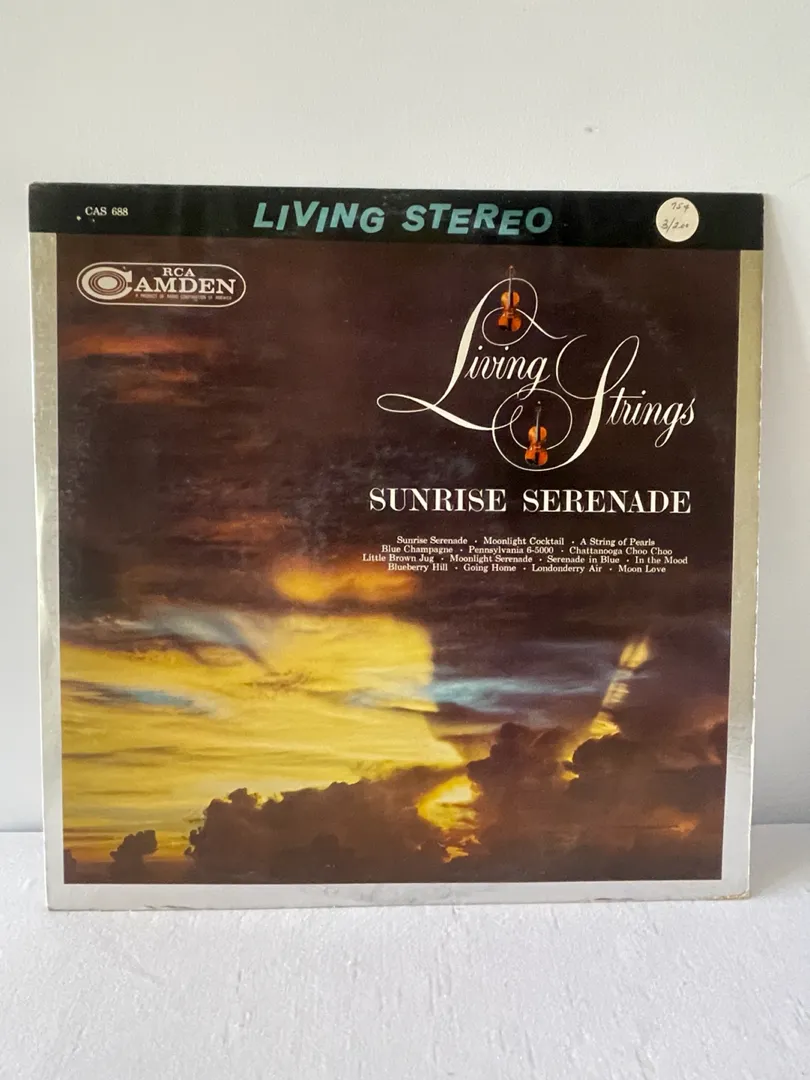 CAS 688
LIVING STEREO
754
3/2.00
RCA
CAMDEN
A PRODUCT OF RADIO CORPORATION OF AMERICA
Living Strings
SUNRISE SERENADE
Sunrise Serenade • Moonlight Cocktail • A String of Pearls
Blue Champagne • Pennsylvania 6-5000 • Chattanooga Choo Choo
Little Brown Jug • Moonlight Serenade • Serenade in Blue • In the Mood
Blueberry Hill • Going Home • Londonderry Air • Moon Love